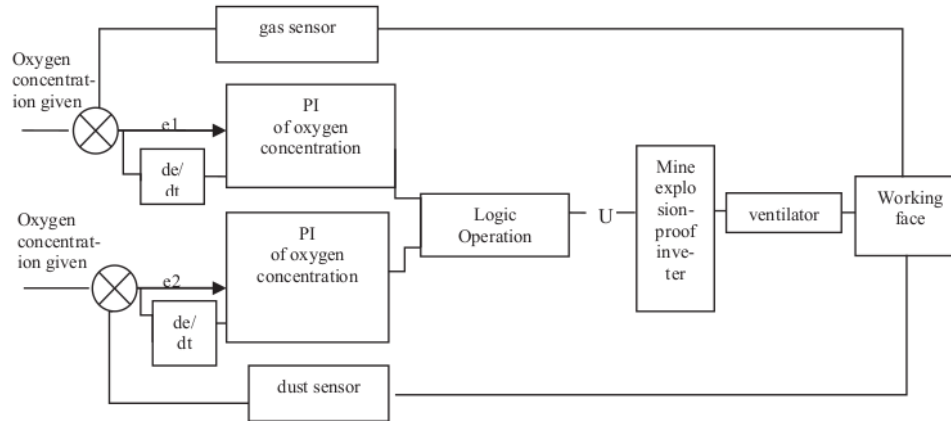 gas sensor
Oxygen
concentrat-
ion given
e1
PI
of oxygen
concentration
de/
dt
Mine
explo
sion-
proof
inve-
ter
Working
face
ventilator
Logic
Operation
U
Oxygen
concentrat-
ion given
e2
PI
of oxygen
concentration
de/
dt
dust sensor